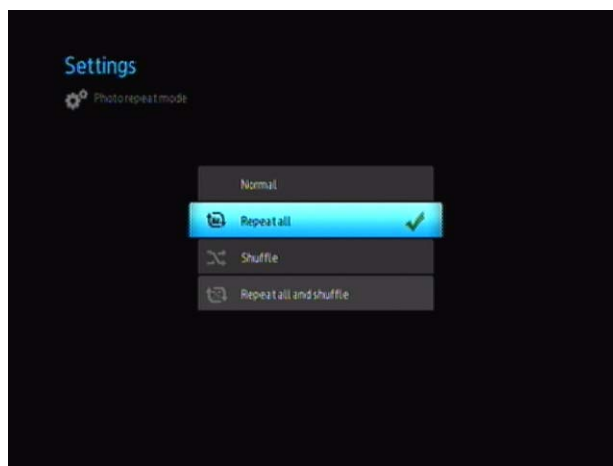 Settings
Photo repeat mode
Normal
Repeat all
Shuffle
Repeat all and shuffle